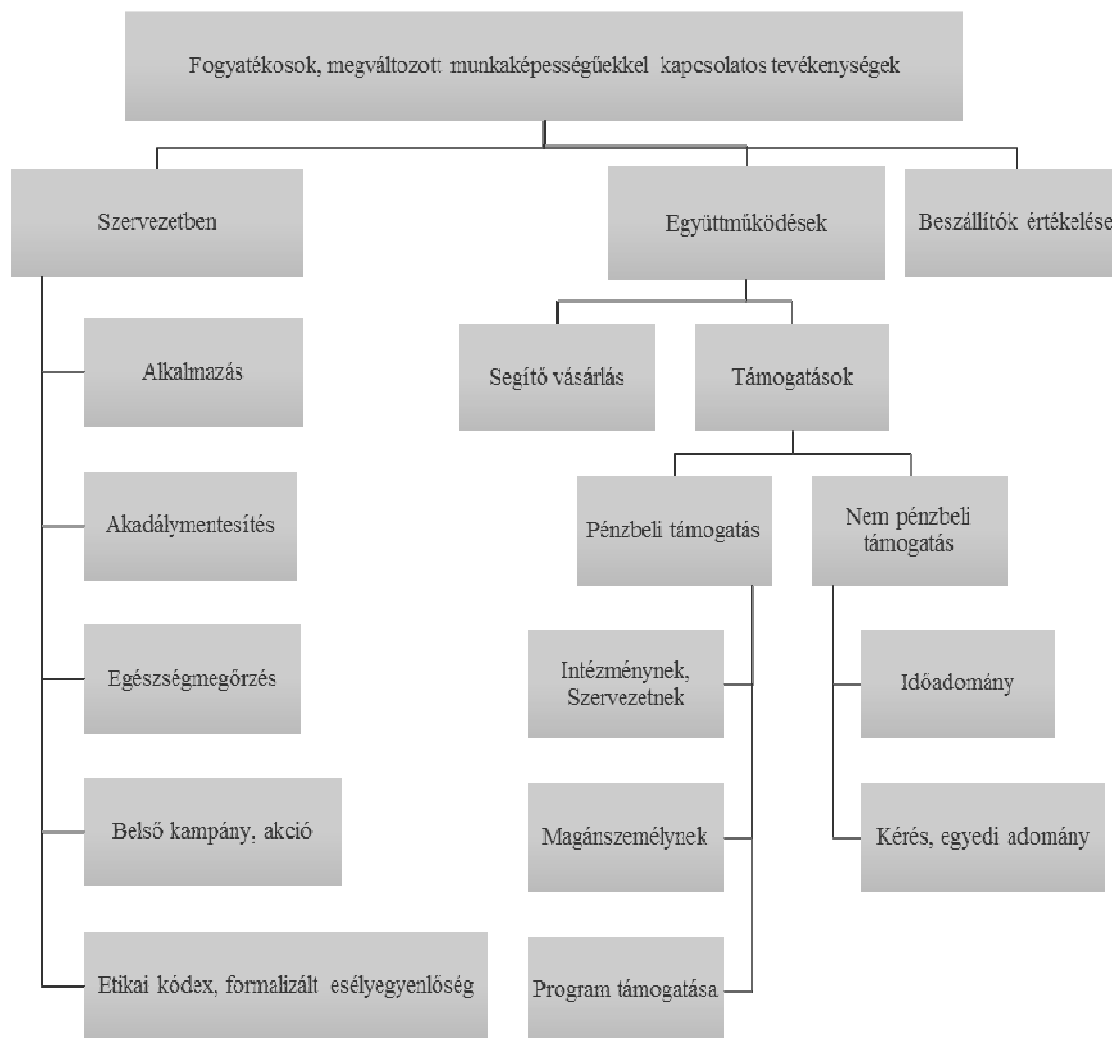 Fogyatékosok, megváltozott munkaképességűekkel kapcsolatos tevékenységek
Szervezetben
Együttműködések
Beszállítók értékelése
Alkalmazás
Segítő vásárlás
Támogatások
Akadálymentesítés
Pénzbeli támogatás
Nem pénzbeli
támogatás
Egészségmegőrzés
Intézménynek,
Szervezetnek
Időadomány
Belső kampány, akció
Magánszemélynek
Kérés, egyedi adomány
Etikai kódex, formalizált esélyegyenlőség
Program támogatása